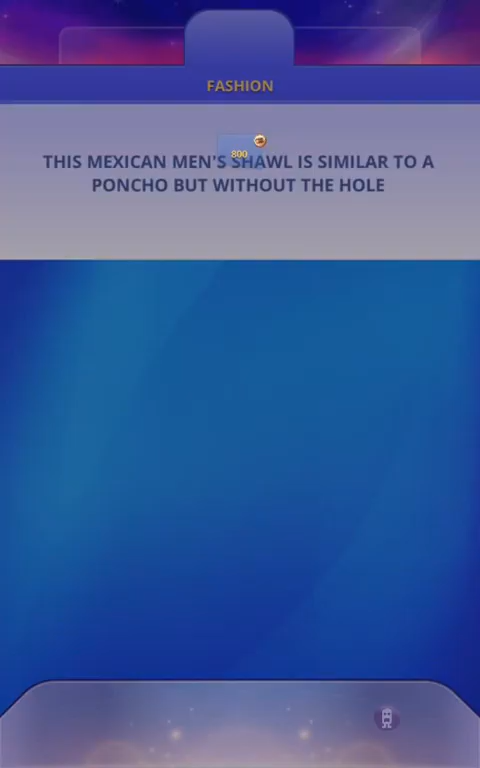 FASHION
800
THIS MEXICAN MEN'S SHAWL IS SIMILAR TO A
PONCHO BUT WITHOUT THE HOLE